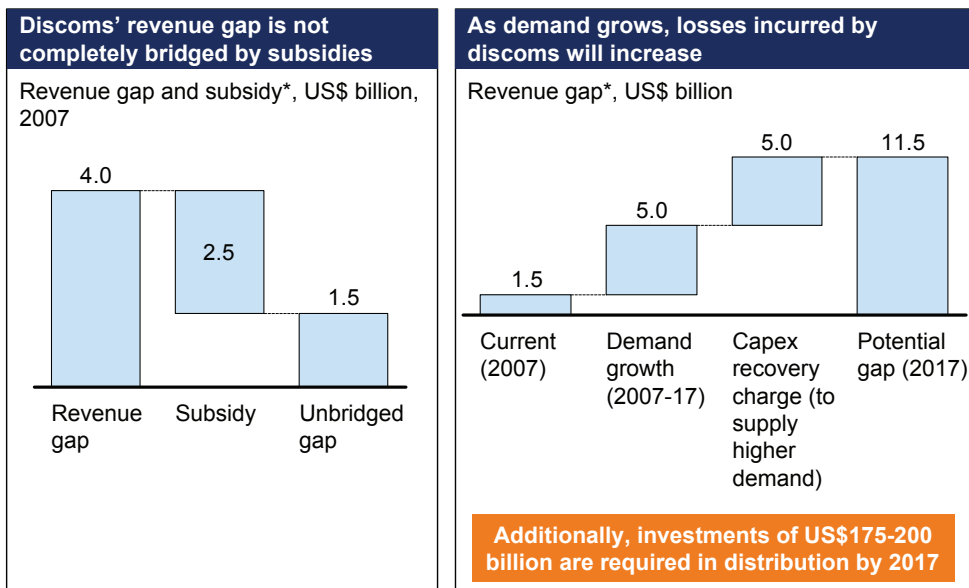 Discoms' revenue gap is not
completely bridged by subsidies
Revenue gap and subsidy*, US$ billion,
2007
4.0
2.5
1.5
Revenue
gap
Subsidy
Unbridged
gap
As demand grows, losses incurred by
discoms will increase
Revenue gap*, US$ billion
1.5
5.0
5.0
11.5
Current
(2007)
Demand
growth
(2007-17)
Capex
recovery
charge (to
supply
higher
demand)
Potential
gap (2017)
Additionally, investments of US$175-200
billion are required in distribution by 2017